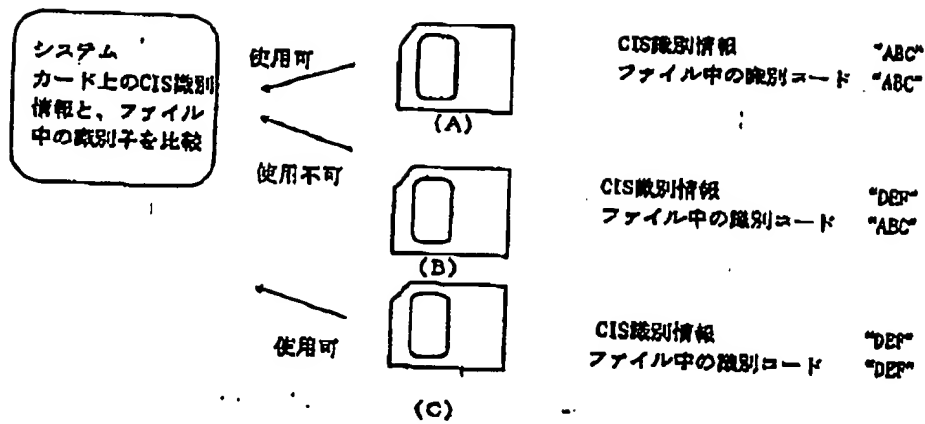 システム
カード上のCIS識別
情報と、ファイル
中の識別子を比較
使用可
使用不可
使用可
(A)
CIS識別情報 "ABC"
ファイル中の識別コード "ABC"
(B)
CIS識別情報 "DEF"
ファイル中の識別コード "ABC"
(C)
CIS識別情報 "DEF"
ファイル中の識別コード "DEF"